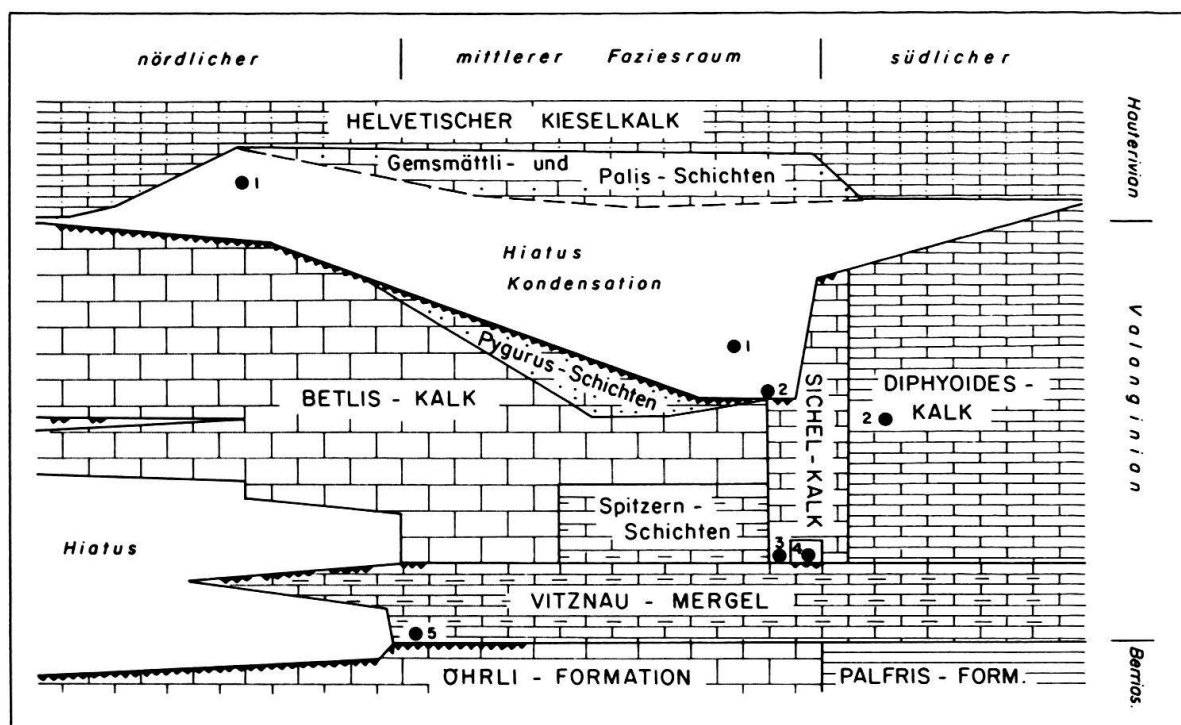 nördlicher
mittlerer Faziesraum
südlicher
HELVETISCHER KIESELKALK
Gemsmättli- und
Palis-Schichten
Hauterivian
1
Hiatus
Kondensation
1
Pygurus-Schichten
2
BETLIS-KALK
SICHEL-KALK
DIPHYOIDES-
KALK
2
Valanginian
Spitzern-
Schichten
3
4
Hiatus
VITZNAU-MERGEL
5
ÖHRLI-FORMATION
PALFRIS-FORM.
Berrias.